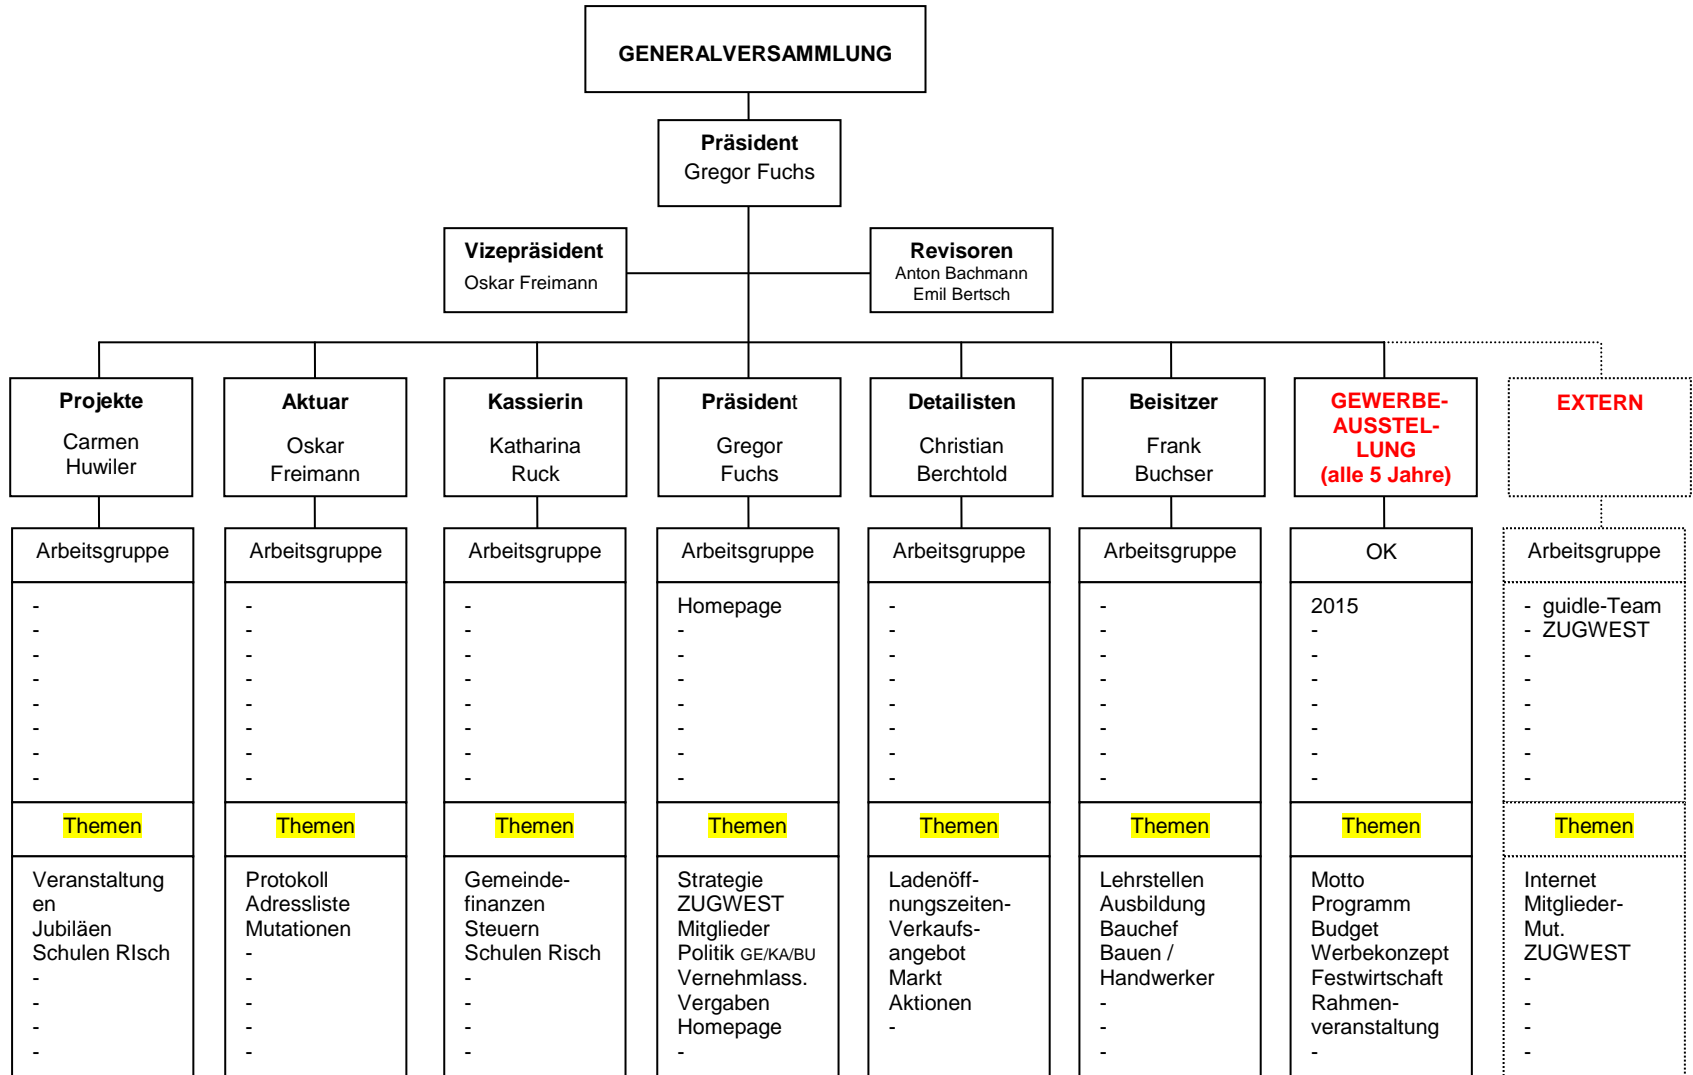 GENERALVERSAMMLUNG
Präsident
Gregor Fuchs
Vizepräsident
Oskar Freimann
Revisoren
Anton Bachmann
Emil Bertsch
Projekte
Carmen
Huwiler
Aktuar
Oskar
Freimann
Kassierin
Katharina
Ruck
Präsident
Gregor
Fuchs
Detailisten
Christian
Berchtold
Beisitzer
Frank
Buchser
GEWERBE-
AUSSTEL-
LUNG
(alle 5 Jahre)
EXTERN
Arbeitsgruppe
-
-
-
-
-
-
-
-
Themen
Veranstaltung
en
Jubiläen
Schulen RIsch
-
-
-
-
Arbeitsgruppe
-
-
-
-
-
-
-
-
Themen
Protokoll
Adressliste
Mutationen
-
-
-
-
-
Arbeitsgruppe
-
-
-
-
-
-
-
-
Themen
Gemeinde-
finanzen
Steuern
Schulen Risch
-
-
-
-
Arbeitsgruppe
Homepage
-
-
-
-
-
-
-
Themen
Strategie
ZUGWEST
Mitglieder
Politik GE/KA/BU
Vernehmlass.
Vergaben
Homepage
-
Arbeitsgruppe
-
-
-
-
-
-
-
-
Themen
Ladenöff-
nungszeiten-
Verkaufs-
angebot
Markt
Aktionen
-
Arbeitsgruppe
-
-
-
-
-
-
-
-
Themen
Lehrstellen
Ausbildung
Bauchef
Bauen /
Handwerker
-
-
-
OK
2015
-
-
-
-
-
-
-
Themen
Motto
Programm
Budget
Werbekonzept
Festwirtschaft
Rahmen-
veranstaltung
-
Arbeitsgruppe
- guidle-Team
- ZUGWEST
-
-
-
-
-
-
Themen
Internet
Mitglieder-
Mut.
ZUGWEST
-
-
-
-